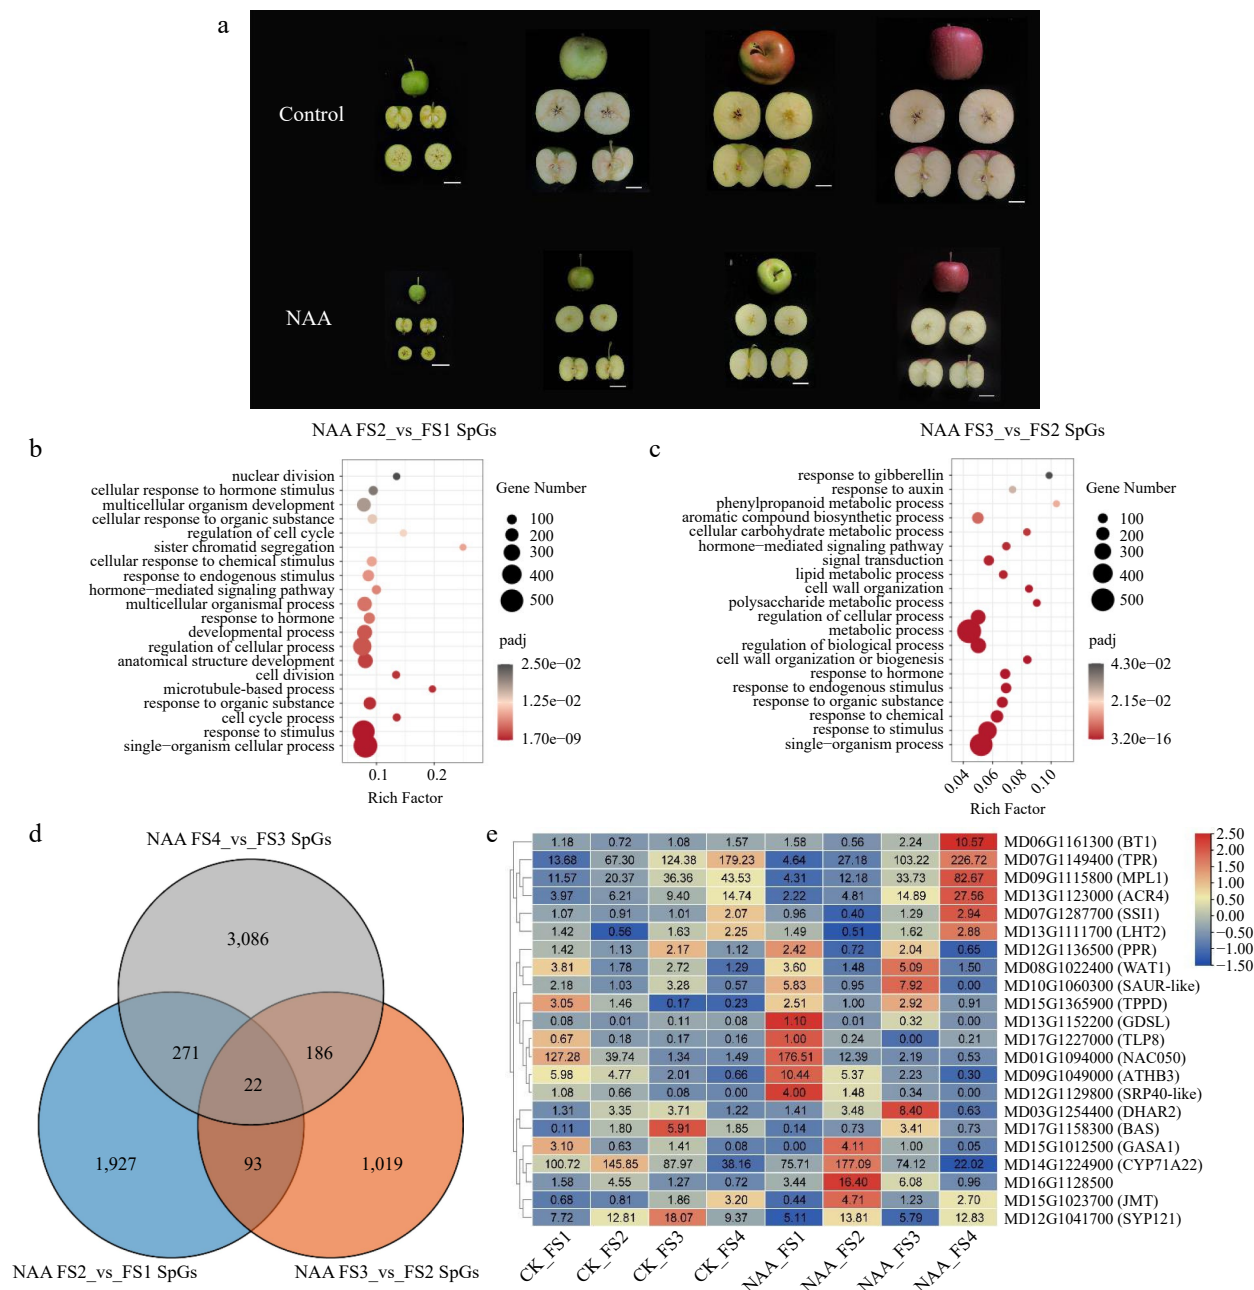 a
Control
NAA
NAA FS2_vs_FS1 SpGs
b
nuclear division
cellular response to hormone stimulus
multicellular organism development
cellular response to organic substance
regulation of cell cycle
sister chromatid segregation
cellular response to chemical stimulus
response to endogenous stimulus
hormone−mediated signaling pathway
multicellular organismal process
response to hormone
developmental process
regulation of cellular process
anatomical structure development
cell division
microtubule-based process
response to organic substance
cell cycle process
response to stimulus
single−organism cellular process
0.1 0.2
Rich Factor
Gene Number
100
200
300
400
500
padj
2.50e−02
1.25e−02
1.70e−09
NAA FS3_vs_FS2 SpGs
c
response to gibberellin
response to auxin
phenylpropanoid metabolic process
aromatic compound biosynthetic process
cellular carbohydrate metabolic process
hormone−mediated signaling pathway
signal transduction
lipid metabolic process
cell wall organization
polysaccharide metabolic process
regulation of cellular process
metabolic process
regulation of biological process
cell wall organization or biogenesis
response to hormone
response to endogenous stimulus
response to organic substance
response to chemical
response to stimulus
single−organism process
0.04 0.06 0.08 0.10
Rich Factor
Gene Number
100
200
300
400
500
padj
4.30e−02
2.15e−02
3.20e−16
d
NAA FS4_vs_FS3 SpGs
3,086
271
186
22
1,927
93
1,019
NAA FS2_vs_FS1 SpGs
NAA FS3_vs_FS2 SpGs
e
1.18 0.72 1.08 1.57 1.58 0.56 2.24 10.57 MD06G1161300 (BT1)
13.68 67.30 124.38 179.23 4.64 27.18 103.22 226.72 MD07G1149400 (TPR)
11.57 20.37 36.36 43.53 4.31 12.18 33.73 82.67 MD09G1115800 (MPL1)
3.97 6.21 9.40 14.74 2.22 4.81 14.89 27.56 MD13G1123000 (ACR4)
1.07 0.91 1.01 2.07 0.96 0.40 1.29 2.94 MD07G1287700 (SSI1)
1.42 0.56 1.63 2.25 1.49 0.51 1.62 2.88 MD13G1111700 (LHT2)
1.42 1.13 2.17 1.12 2.42 0.72 2.04 0.65 MD12G1136500 (PPR)
3.81 1.78 2.72 1.29 3.60 1.48 5.09 1.50 MD08G1022400 (WAT1)
2.18 1.03 3.28 0.57 5.83 0.95 7.92 0.00 MD10G1060300 (SAUR-like)
3.05 1.46 0.17 0.23 2.51 1.00 2.92 0.91 MD15G1365900 (TPPD)
0.08 0.01 0.11 0.08 1.10 0.01 0.32 0.00 MD13G1152200 (GDSL)
0.67 0.18 0.17 0.16 1.00 0.24 0.00 0.21 MD17G1227000 (TLP8)
127.28 39.74 1.34 1.49 176.51 12.39 2.19 0.53 MD01G1094000 (NAC050)
5.98 4.77 2.01 0.66 10.44 5.37 2.23 0.30 MD09G1049000 (ATHB3)
1.08 0.66 0.08 0.00 4.00 1.48 0.34 0.00 MD12G1129800 (SRP40-like)
1.31 3.35 3.71 1.22 1.41 3.48 8.40 0.63 MD03G1254400 (DHAR2)
0.11 1.80 5.91 1.85 0.14 0.73 3.41 0.73 MD17G1158300 (BAS)
3.10 0.63 1.41 0.08 0.00 4.11 1.00 0.05 MD15G1012500 (GASA1)
100.72 145.85 87.97 38.16 75.71 177.09 74.12 22.02 MD14G1224900 (CYP71A22)
1.58 4.55 1.27 0.72 3.44 16.40 6.08 0.96 MD16G1128500
0.68 0.81 1.86 3.20 0.44 4.71 1.23 2.70 MD15G1023700 (JMT)
7.72 12.81 18.07 9.37 5.11 13.81 5.79 12.83 MD12G1041700 (SYP121)
CK_FS1 CK_FS2 CK_FS3 CK_FS4 NAA_FS1 NAA_FS2 NAA_FS3 NAA_FS4
2.50
2.00
1.50
1.00
0.50
0.00
−0.50
−1.00
−1.50